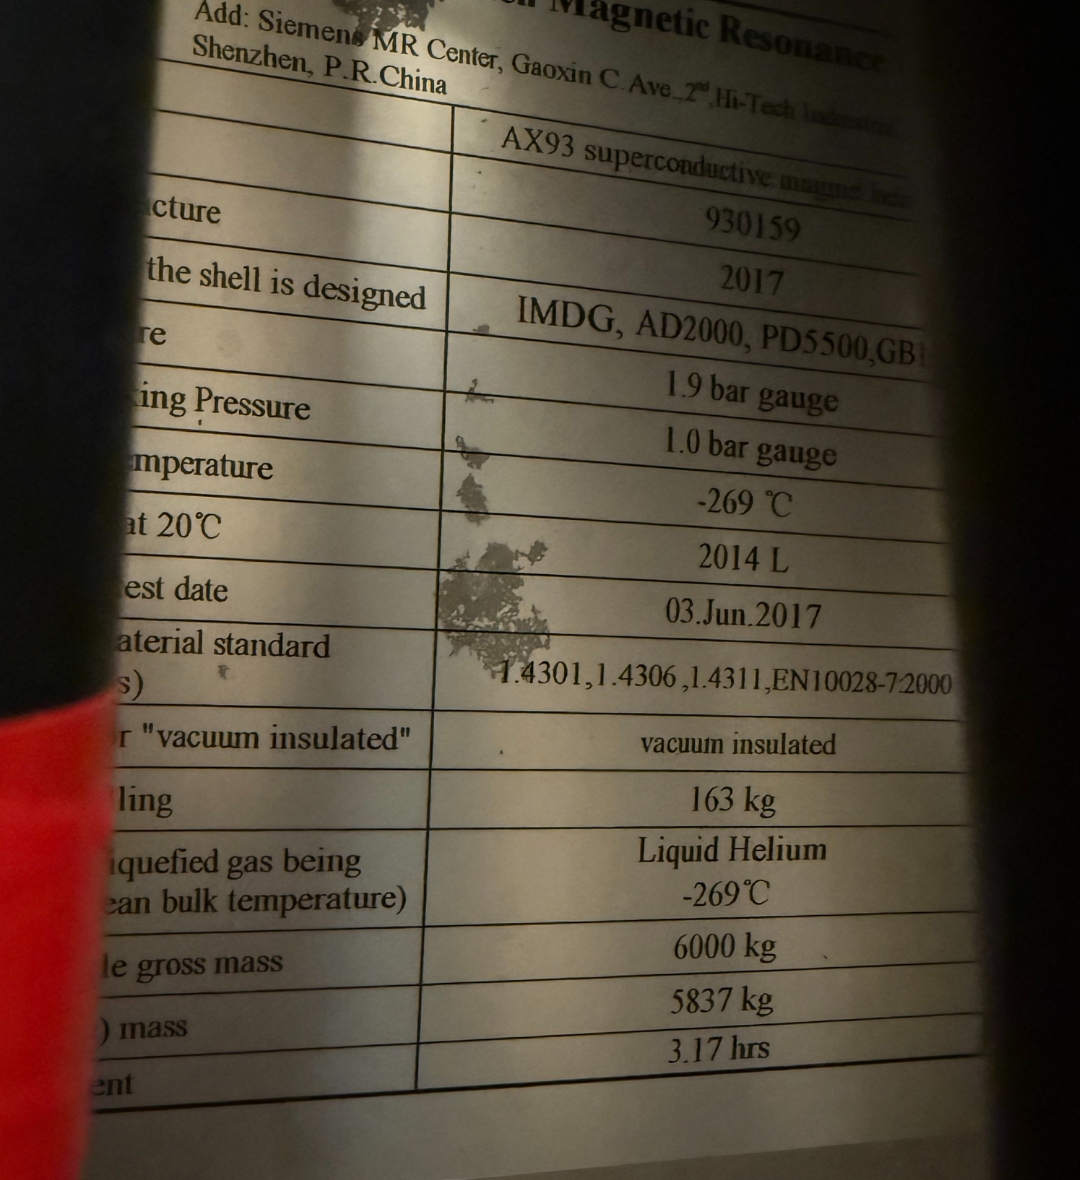 Magnetic Resonance
Add: Siemens MR Center, Gaoxin C.Ave_2nd,Hi-Tech
Shenzhen, P.R.China
AX93 superconductive magnet
930159
cture 2017
the shell is designed IMDG, AD2000, PD5500,GB
re 1.9 bar gauge
ing Pressure 1.0 bar gauge
mperature -269 ℃
at 20℃ 2014 L
est date 03.Jun.2017
aterial standard
s) 1.4301,1.4306,1.4311,EN10028-7:2000
r "vacuum insulated" vacuum insulated
ling 163 kg
iquefied gas being Liquid Helium
ean bulk temperature) -269℃
le gross mass 6000 kg
) mass 5837 kg
ent 3.17 hrs